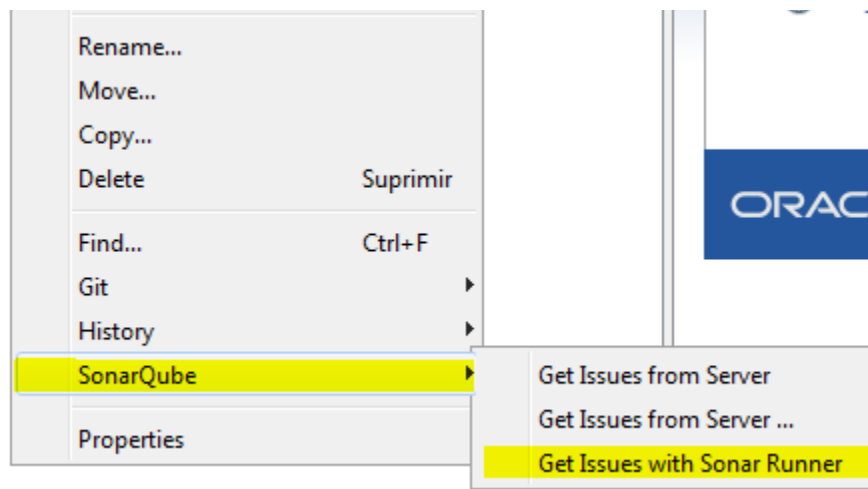 Rename...
Move...
Copy...
Delete Suprimir
Find... Ctrl+F
Git
History
SonarQube
Properties
Get Issues from Server
Get Issues from Server ...
Get Issues with Sonar Runner
ORAC